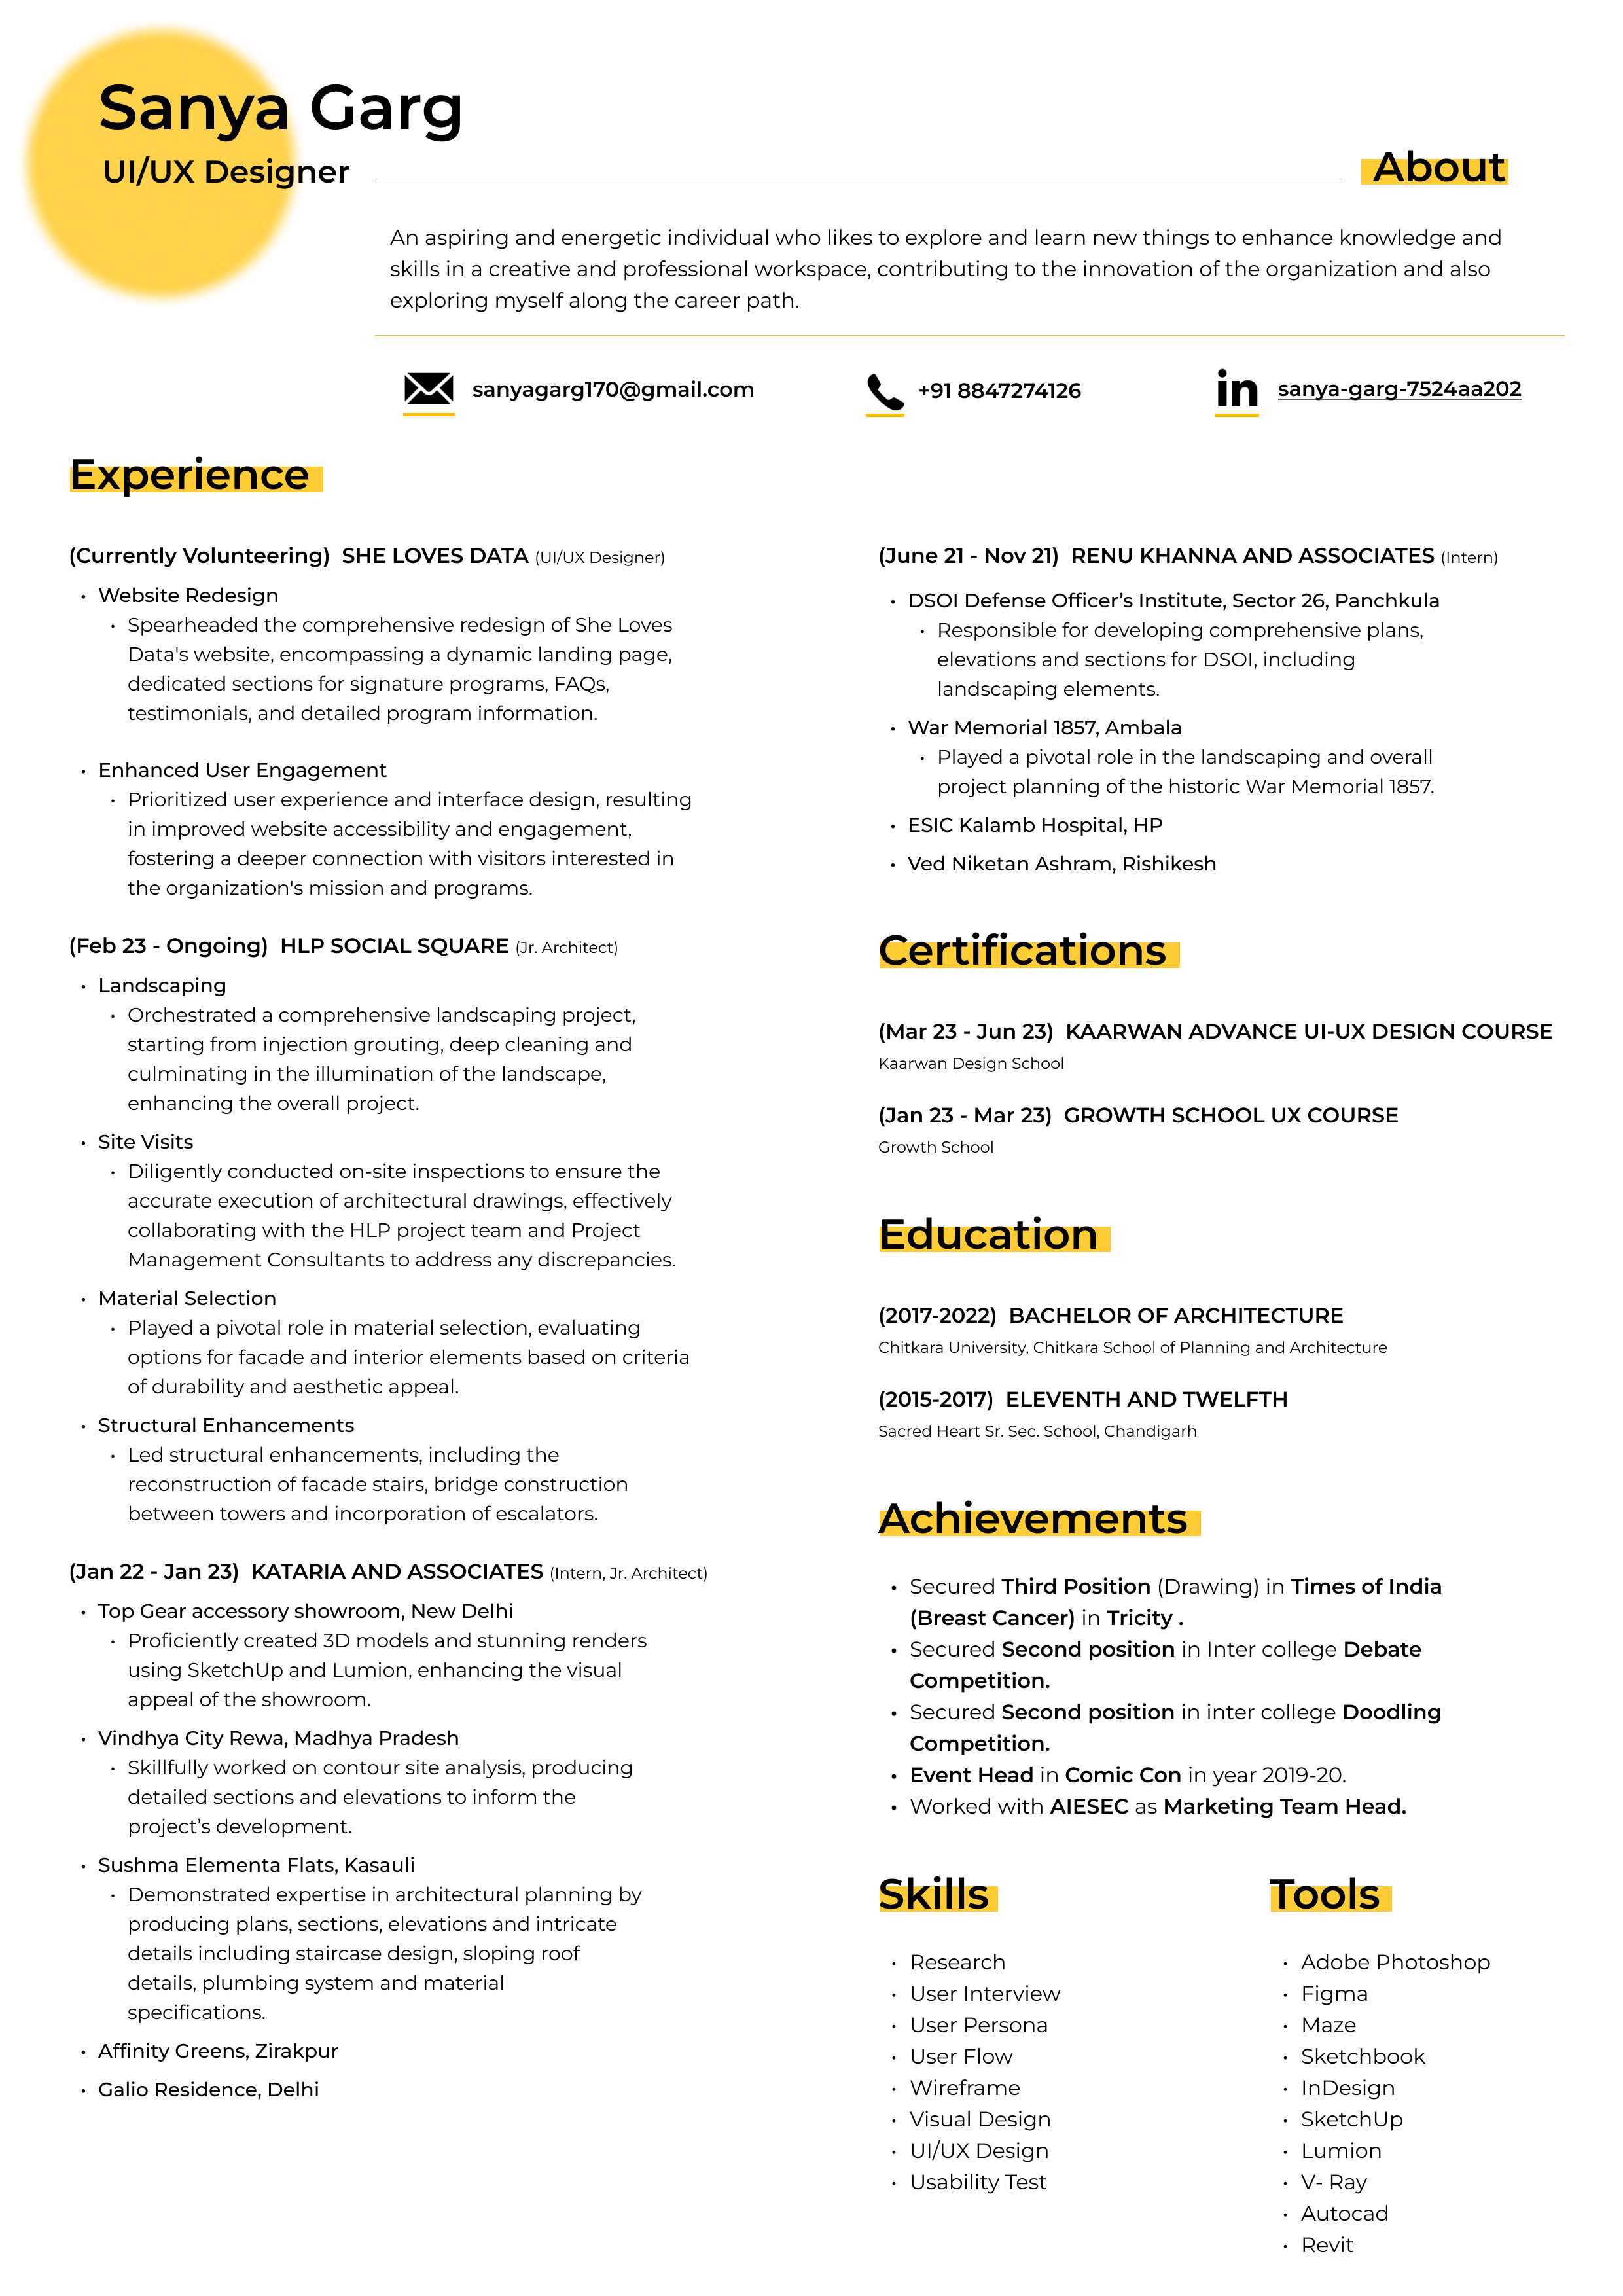 Sanya Garg
UI/UX Designer
About
An aspiring and energetic individual who likes to explore and learn new things to enhance knowledge and
skills in a creative and professional workspace, contributing to the innovation of the organization and also
exploring myself along the career path.
sanyagarg170@gmail.com
+91 8847274126
in
sanya-garg-7524aa202
Experience
(Currently Volunteering) SHE LOVES DATA (UI/UX Designer)
• Website Redesign
• Spearheaded the comprehensive redesign of She Loves
Data's website, encompassing a dynamic landing page,
dedicated sections for signature programs, FAQs,
testimonials, and detailed program information.
• Enhanced User Engagement
• Prioritized user experience and interface design, resulting
in improved website accessibility and engagement,
fostering a deeper connection with visitors interested in
the organization's mission and programs.
(Feb 23 - Ongoing) HLP SOCIAL SQUARE (Jr. Architect)
• Landscaping
• Orchestrated a comprehensive landscaping project,
starting from injection grouting, deep cleaning and
culminating in the illumination of the landscape,
enhancing the overall project.
• Site Visits
• Diligently conducted on-site inspections to ensure the
accurate execution of architectural drawings, effectively
collaborating with the HLP project team and Project
Management Consultants to address any discrepancies.
• Material Selection
• Played a pivotal role in material selection, evaluating
options for facade and interior elements based on criteria
of durability and aesthetic appeal.
• Structural Enhancements
• Led structural enhancements, including the
reconstruction of facade stairs, bridge construction
between towers and incorporation of escalators.
(Jan 22 - Jan 23) KATARIA AND ASSOCIATES (Intern, Jr. Architect)
• Top Gear accessory showroom, New Delhi
• Proficiently created 3D models and stunning renders
using SketchUp and Lumion, enhancing the visual
appeal of the showroom.
• Vindhya City Rewa, Madhya Pradesh
• Skillfully worked on contour site analysis, producing
detailed sections and elevations to inform the
project’s development.
• Sushma Elementa Flats, Kasauli
• Demonstrated expertise in architectural planning by
producing plans, sections, elevations and intricate
details including staircase design, sloping roof
details, plumbing system and material
specifications.
• Affinity Greens, Zirakpur
• Galio Residence, Delhi
(June 21 - Nov 21) RENU KHANNA AND ASSOCIATES (Intern)
• DSOI Defense Officer’s Institute, Sector 26, Panchkula
• Responsible for developing comprehensive plans,
elevations and sections for DSOI, including
landscaping elements.
• War Memorial 1857, Ambala
• Played a pivotal role in the landscaping and overall
project planning of the historic War Memorial 1857.
• ESIC Kalamb Hospital, HP
• Ved Niketan Ashram, Rishikesh
Certifications
(Mar 23 - Jun 23) KAARWAN ADVANCE UI-UX DESIGN COURSE
Kaarwan Design School
(Jan 23 - Mar 23) GROWTH SCHOOL UX COURSE
Growth School
Education
(2017-2022) BACHELOR OF ARCHITECTURE
Chitkara University, Chitkara School of Planning and Architecture
(2015-2017) ELEVENTH AND TWELFTH
Sacred Heart Sr. Sec. School, Chandigarh
Achievements
• Secured Third Position (Drawing) in Times of India
(Breast Cancer) in Tricity .
• Secured Second position in Inter college Debate
Competition.
• Secured Second position in inter college Doodling
Competition.
• Event Head in Comic Con in year 2019-20.
• Worked with AIESEC as Marketing Team Head.
Skills
• Research
• User Interview
• User Persona
• User Flow
• Wireframe
• Visual Design
• UI/UX Design
• Usability Test
Tools
• Adobe Photoshop
• Figma
• Maze
• Sketchbook
• InDesign
• SketchUp
• Lumion
• V- Ray
• Autocad
• Revit